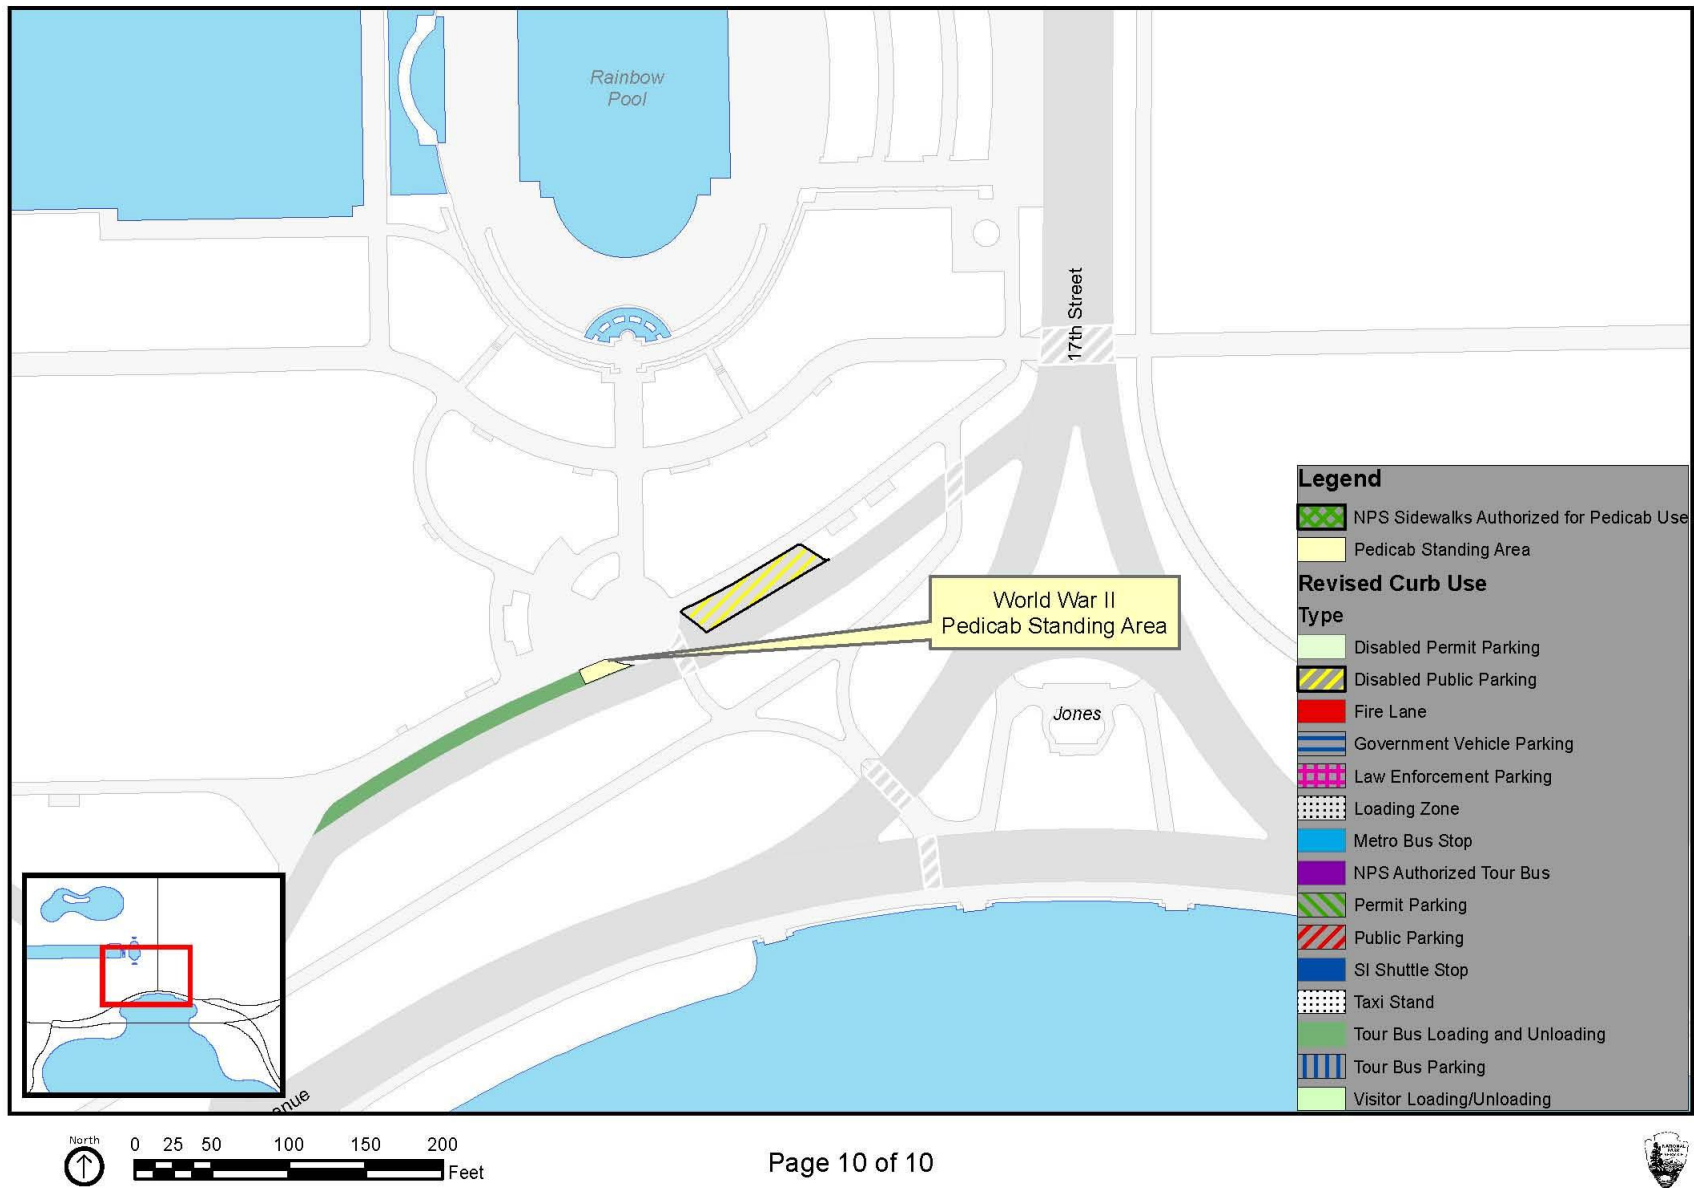 Rainbow
Pool
17th Street
World War II
Pedicab Standing Area
Jones
enue
Legend
NPS Sidewalks Authorized for Pedicab Use
Pedicab Standing Area
Revised Curb Use
Type
Disabled Permit Parking
Disabled Public Parking
Fire Lane
Government Vehicle Parking
Law Enforcement Parking
Loading Zone
Metro Bus Stop
NPS Authorized Tour Bus
Permit Parking
Public Parking
SI Shuttle Stop
Taxi Stand
Tour Bus Loading and Unloading
Tour Bus Parking
Visitor Loading/Unloading
North
0 25 50 100 150 200
Feet
Page 10 of 10
NATIONAL
PARK
SERVICE